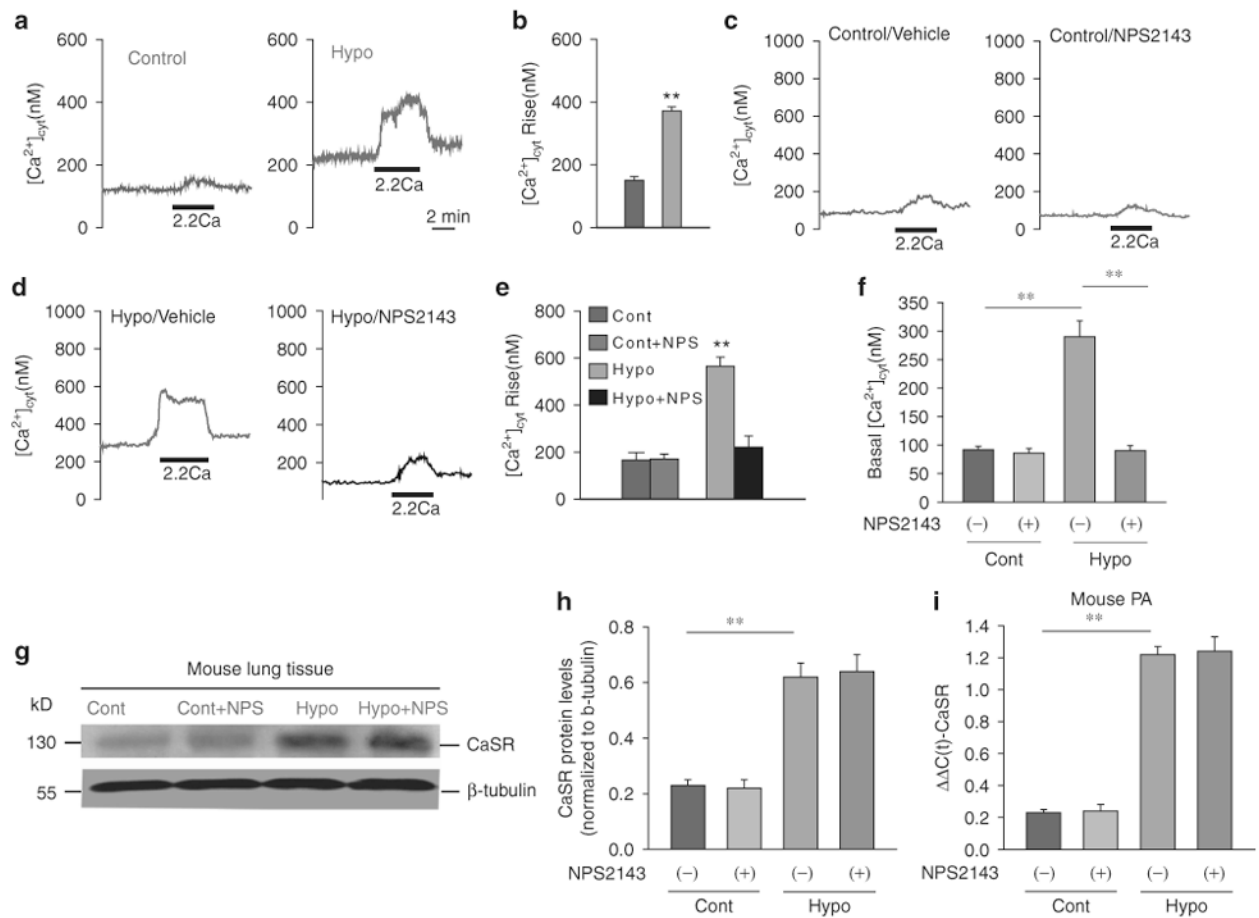 a
600
400
200
0
[Ca²⁺]cyt(nM)
Control
2.2Ca
600
400
200
0
Hypo
2.2Ca
2 min
b
600
400
200
0
[Ca²⁺]cyt Rise(nM)
**
c
1000
800
600
400
200
0
[Ca²⁺]cyt(nM)
Control/Vehicle
2.2Ca
1000
800
600
400
200
0
Control/NPS2143
2.2Ca
d
1000
800
600
400
200
0
[Ca²⁺]cyt(nM)
Hypo/Vehicle
2.2Ca
1000
800
600
400
200
0
Hypo/NPS2143
2.2Ca
e
800
600
400
200
0
[Ca²⁺]cyt Rise(nM)
Cont
Cont+NPS
Hypo
Hypo+NPS
**
f
350
300
250
200
150
100
50
0
Basal [Ca²⁺]cyt(nM)
**
**
NPS2143 (−) (+) (−) (+)
Cont Hypo
g
Mouse lung tissue
kD Cont Cont+NPS Hypo Hypo+NPS
130 CaSR
55 β-tubulin
h
0.8
0.6
0.4
0.2
0.0
CaSR protein levels
(normalized to b-tubulin)
**
NPS2143 (−) (+) (−) (+)
Cont Hypo
i
Mouse PA
1.4
1.2
1.0
0.8
0.6
0.4
0.2
0.0
ΔΔC(t)-CaSR
**
NPS2143 (−) (+) (−) (+)
Cont Hypo